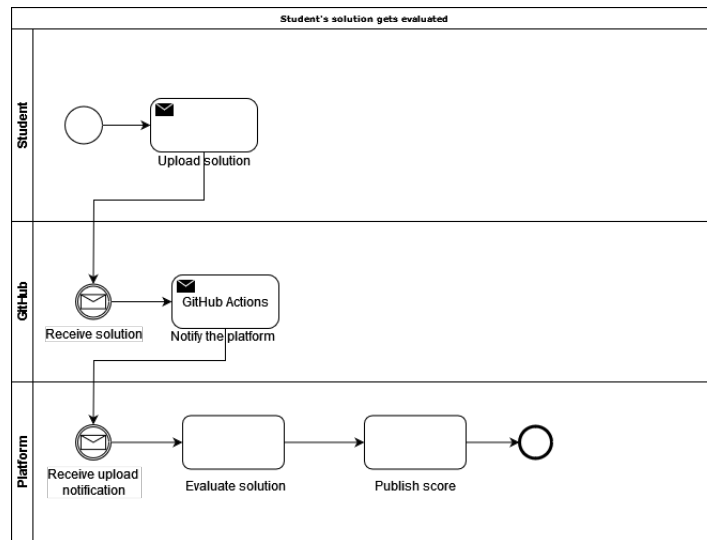 Student's solution gets evaluated
Student
Upload solution
GitHub
GitHub Actions
Receive solution
Notify the platform
Platform
Receive upload
notification
Evaluate solution
Publish score